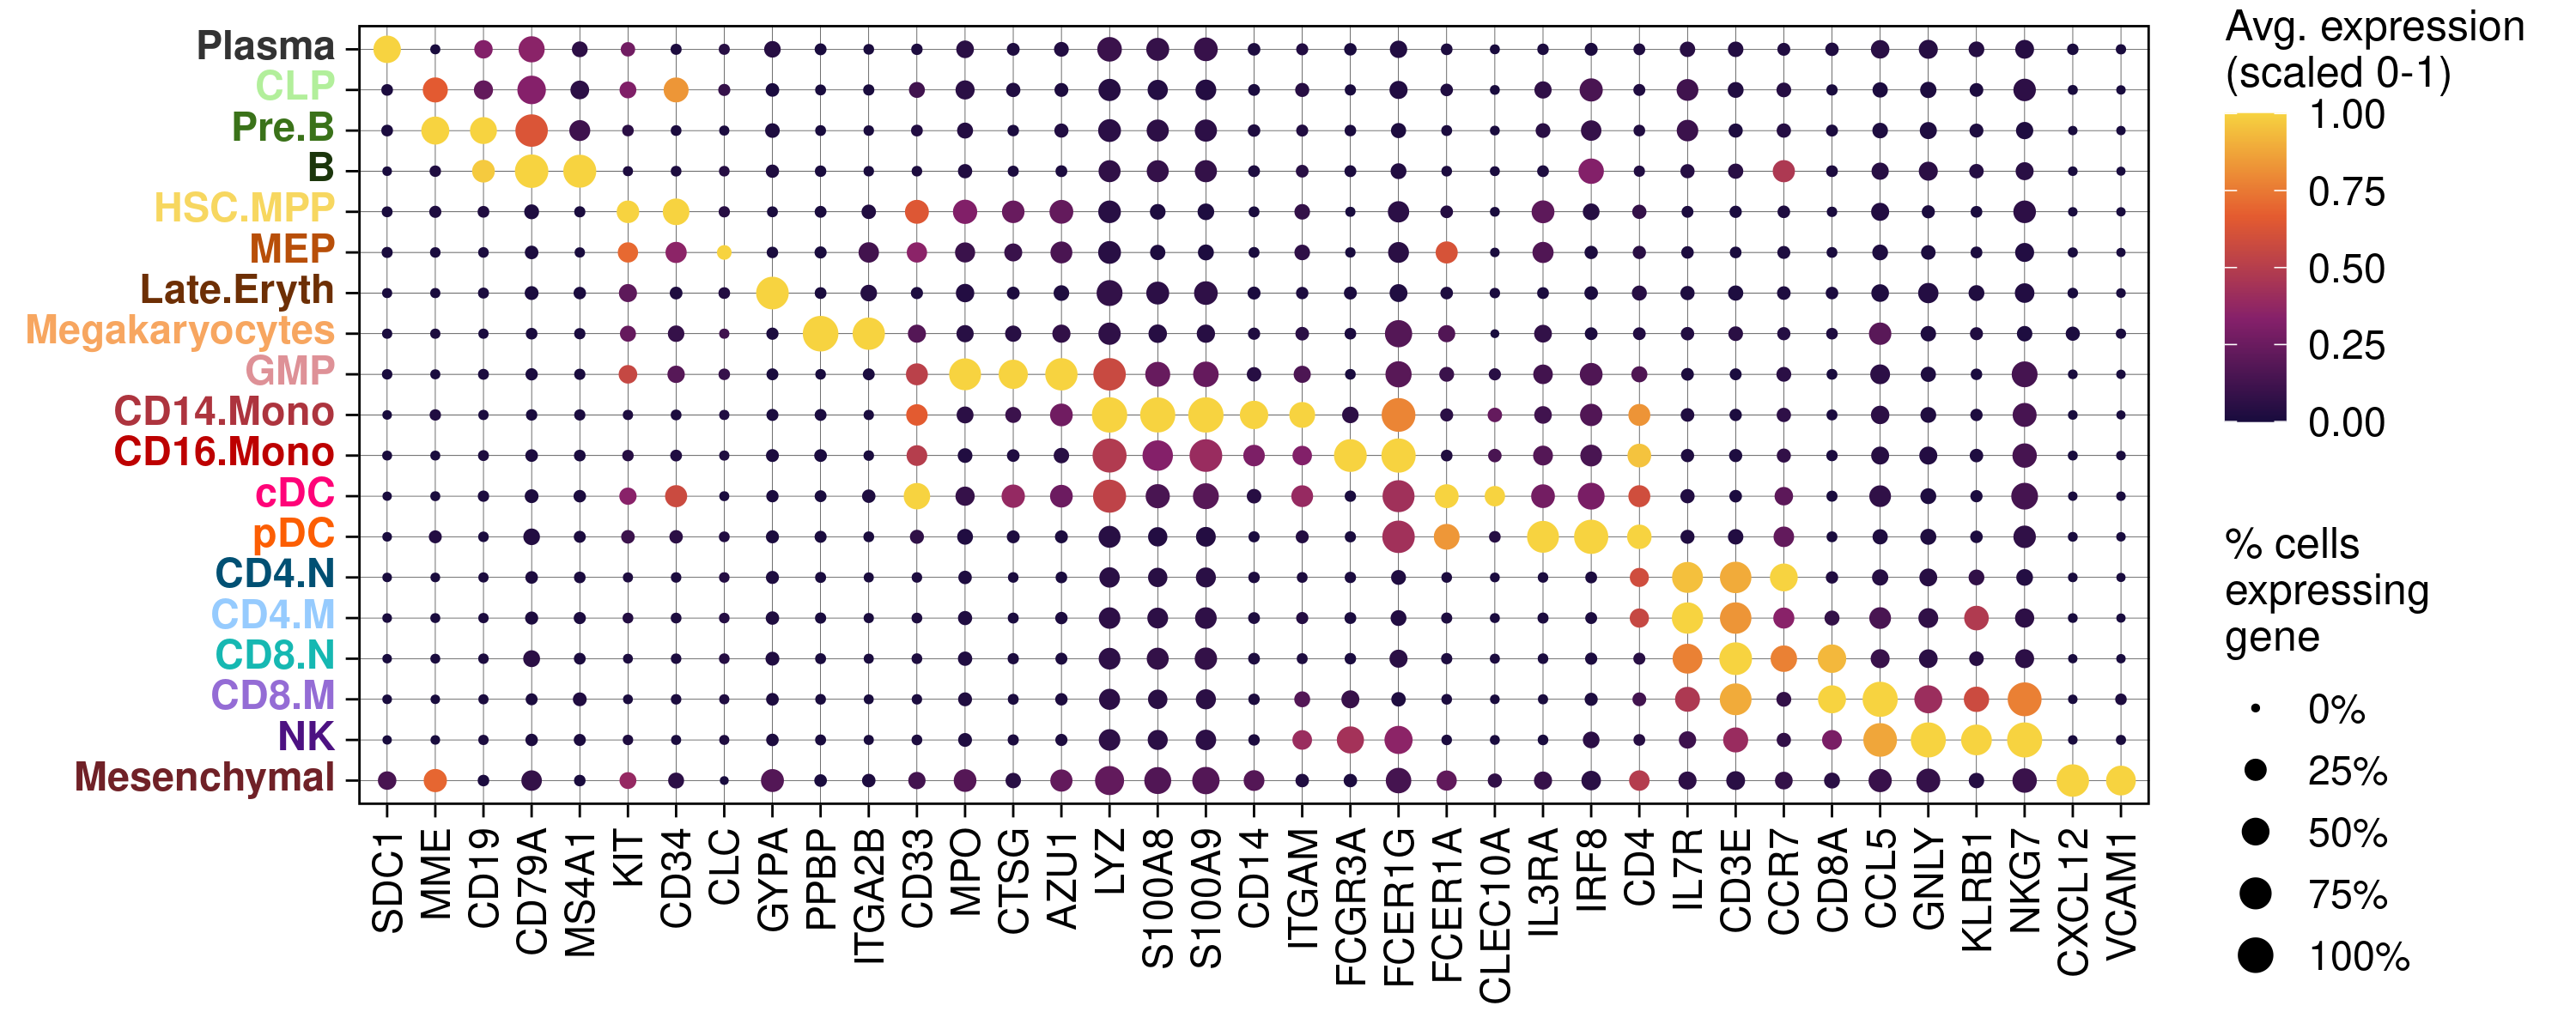 Plasma
CLP
Pre.B
B
HSC.MPP
MEP
Late.Eryth
Megakaryocytes
GMP
CD14.Mono
CD16.Mono
cDC
pDC
CD4.N
CD4.M
CD8.N
CD8.M
NK
Mesenchymal
SDC1
MME
CD19
CD79A
MS4A1
KIT
CD34
CLC
GYPA
PPBP
ITGA2B
CD33
MPO
CTSG
AZU1
LYZ
S100A8
S100A9
CD14
ITGAM
FCGR3A
FCER1G
FCER1A
CLEC10A
IL3RA
IRF8
CD4
IL7R
CD3E
CCR7
CD8A
CCL5
GNLY
KLRB1
NKG7
CXCL12
VCAM1
Avg. expression
(scaled 0-1)
1.00
0.75
0.50
0.25
0.00
% cells
expressing
gene
0%
25%
50%
75%
100%